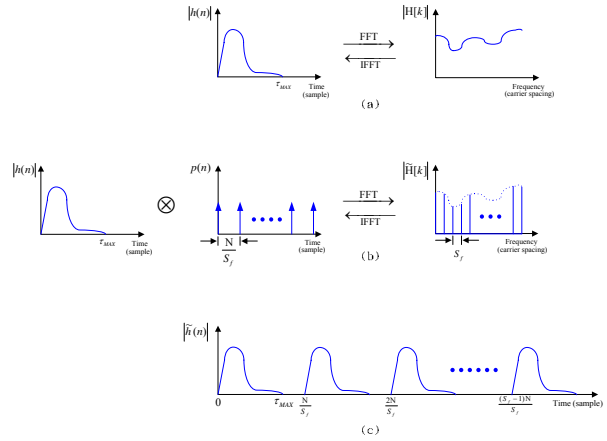 |h(n)|
τ_MAX
Time
(sample)
FFT
IFFT
|H[k]|
Frequency
(carrier spacing)
(a)
|h(n)|
τ_MAX
Time
(sample)
⊗
p(n)
N/S_f
Time
(sample)
FFT
IFFT
|H̃[k]|
S_f
Frequency
(carrier spacing)
(b)
|h̃(n)|
0
τ_MAX
N/S_f
2N/S_f
(S_f−1)N/S_f
Time (sample)
(c)